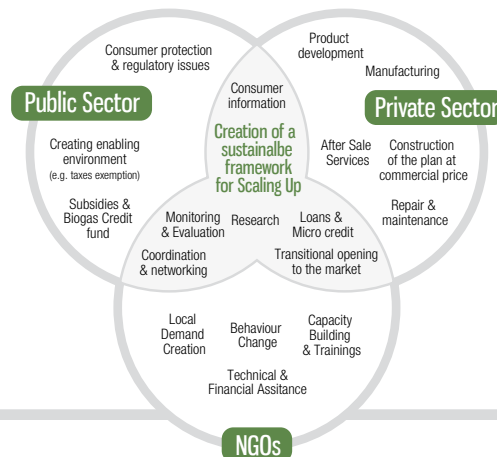 Consumer protection
& regulatory issues
Public Sector
Creating enabling
environment
(e.g. taxes exemption)
Subsidies &
Biogas Credit
fund
Consumer
information
Creation of a
sustainalbe
framework
for Scaling Up
Monitoring
& Evaluation
Research
Loans &
Micro credit
Coordination
& networking
Transitional opening
to the market
Product
development
Manufacturing
Private Sector
After Sale
Services
Construction
of the plan at
commercial price
Repair &
maintenance
Local
Demand
Creation
Behaviour
Change
Capacity
Building
& Trainings
Technical &
Financial Assitance
NGOs